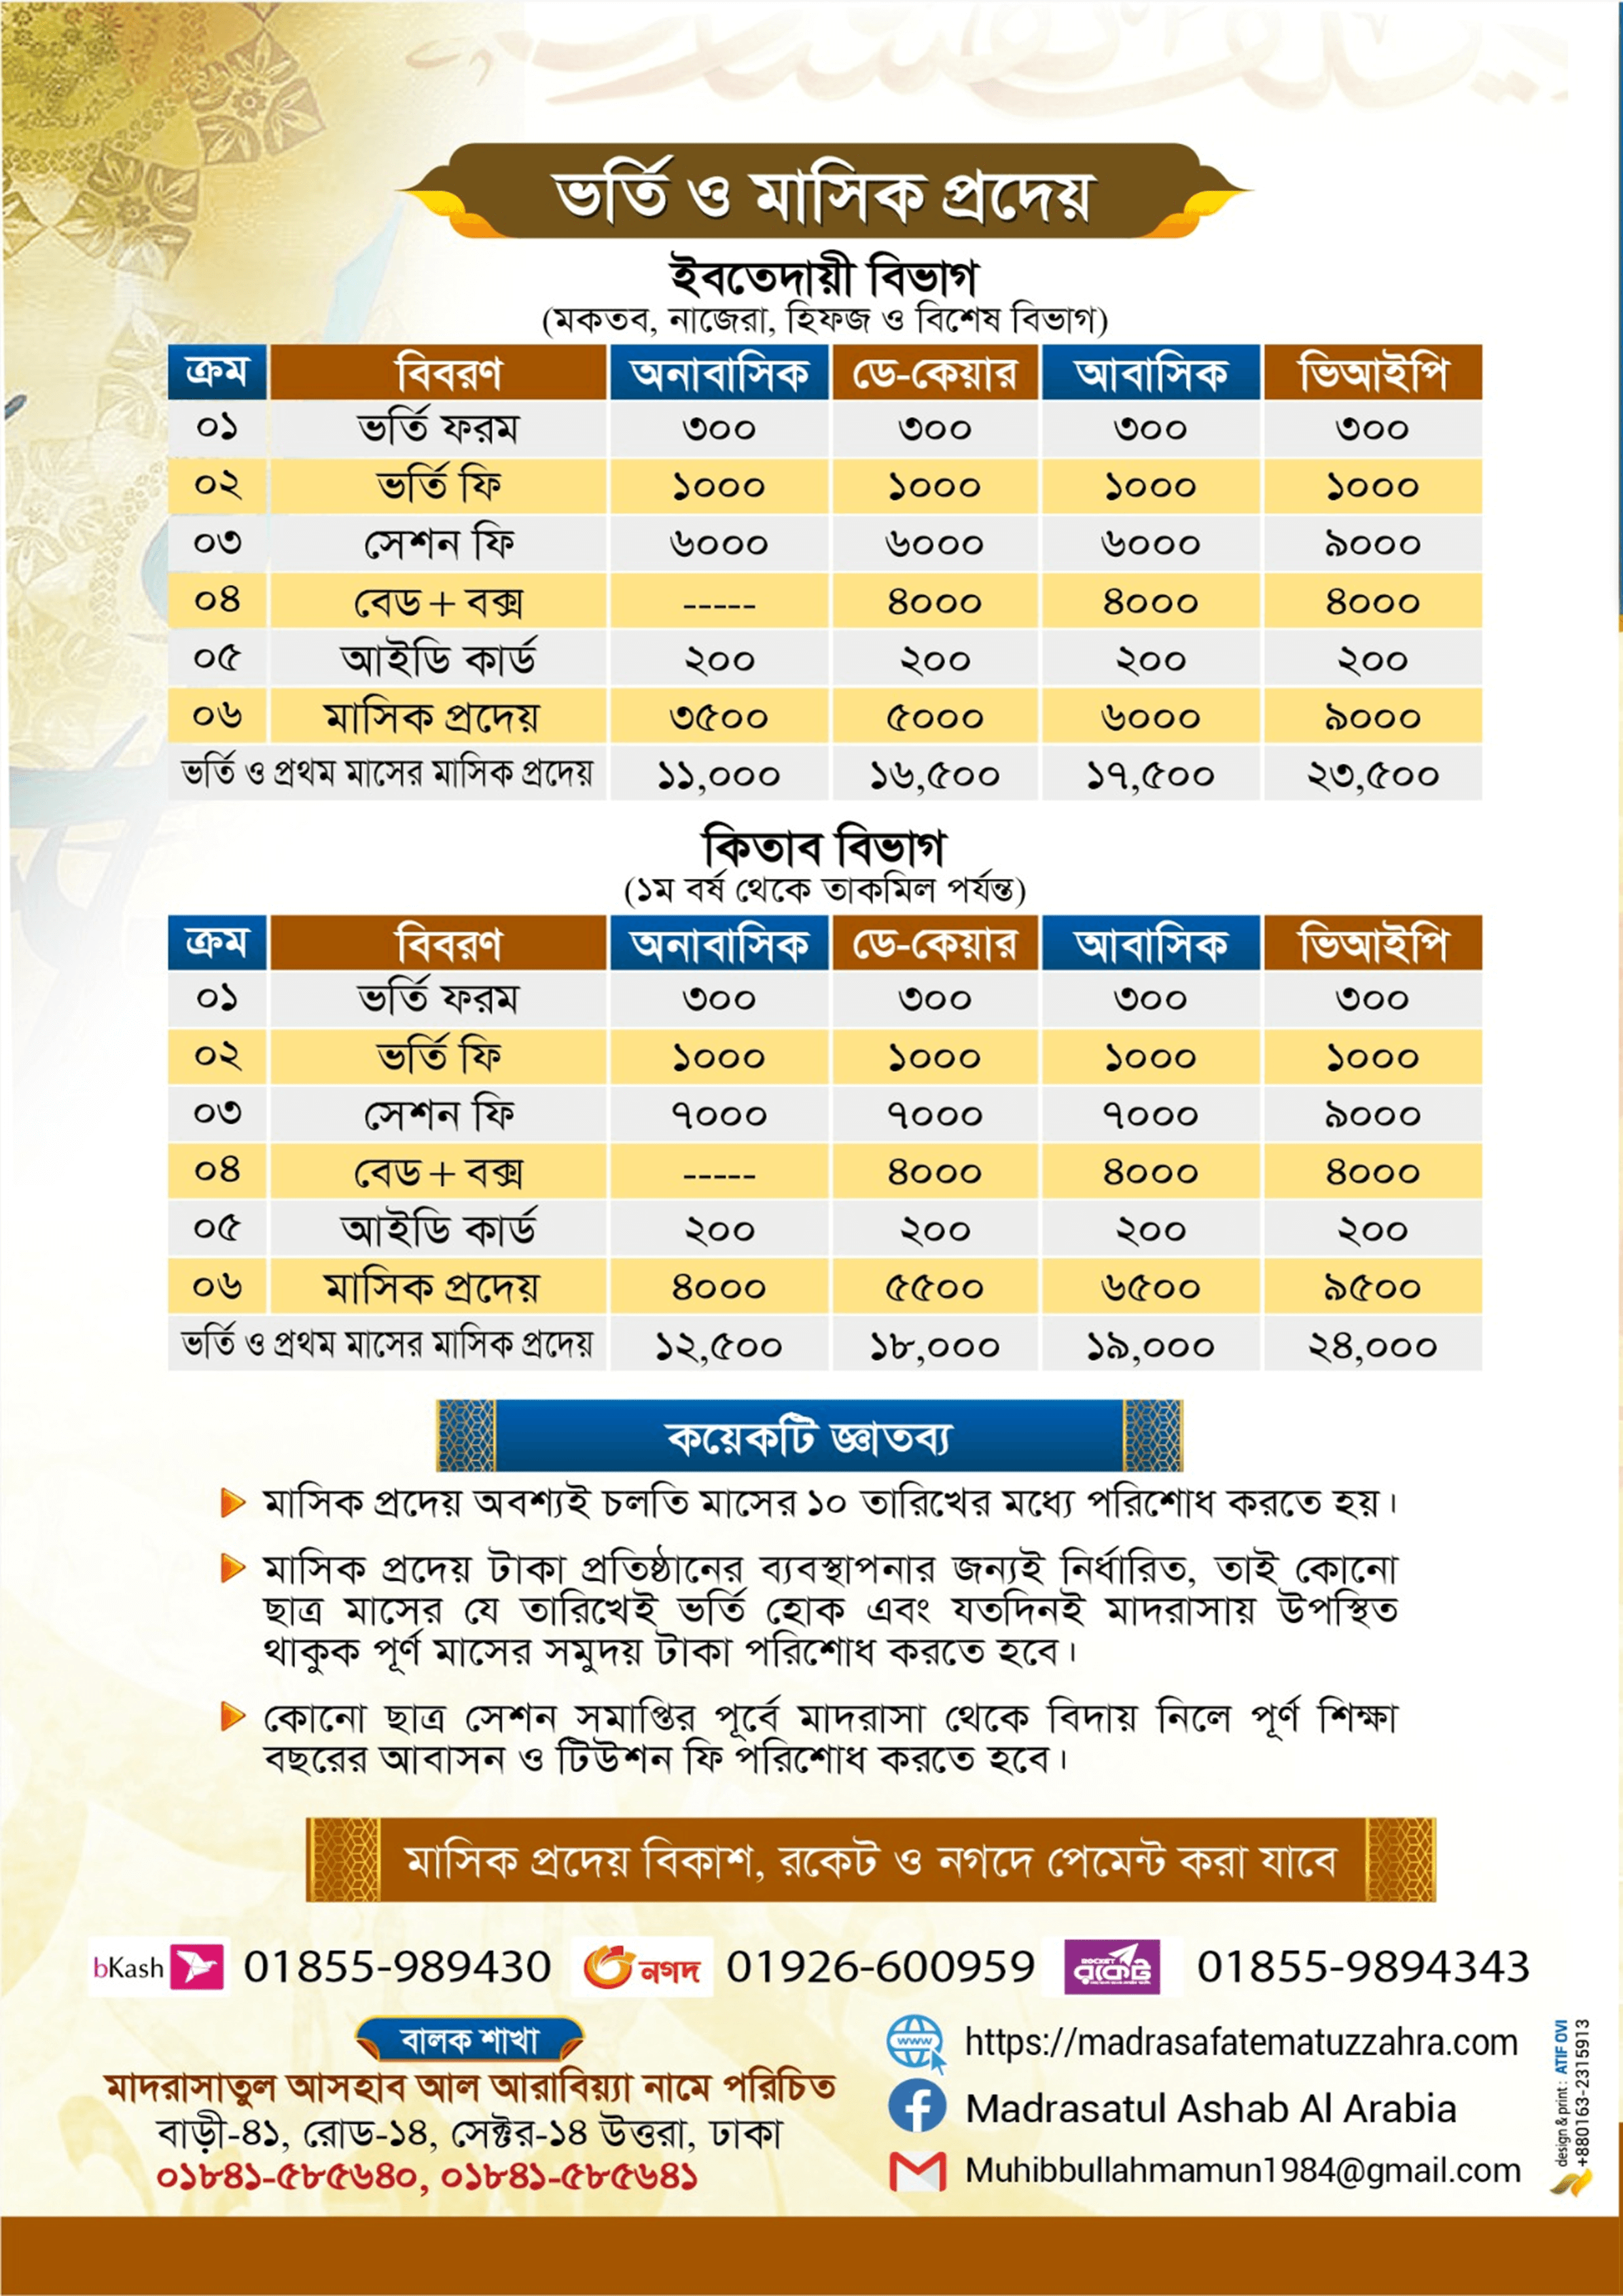 ভর্তি ও মাসিক প্রদেয়
ইবতেদায়ী বিভাগ
(মকতব, নাজেরা, হিফজ ও বিশেষ বিভাগ)
ক্রম বিবরণ অনাবাসিক ডে-কেয়ার আবাসিক ভিআইপি
০১ ভর্তি ফরম ৩০০ ৩০০ ৩০০ ৩০০
০২ ভর্তি ফি ১০০০ ১০০০ ১০০০ ১০০০
০৩ সেশন ফি ৬০০০ ৬০০০ ৬০০০ ৯০০০
০৪ বেড + বক্স ----- ৪০০০ ৪০০০ ৪০০০
০৫ আইডি কার্ড ২০০ ২০০ ২০০ ২০০
০৬ মাসিক প্রদেয় ৩৫০০ ৫০০০ ৬০০০ ৯০০০
ভর্তি ও প্রথম মাসের মাসিক প্রদেয় ১১,০০০ ১৬,৫০০ ১৭,৫০০ ২৩,৫০০
কিতাব বিভাগ
(১ম বর্ষ থেকে তাকমিল পর্যন্ত)
ক্রম বিবরণ অনাবাসিক ডে-কেয়ার আবাসিক ভিআইপি
০১ ভর্তি ফরম ৩০০ ৩০০ ৩০০ ৩০০
০২ ভর্তি ফি ১০০০ ১০০০ ১০০০ ১০০০
০৩ সেশন ফি ৭০০০ ৭০০০ ৭০০০ ৯০০০
০৪ বেড + বক্স ----- ৪০০০ ৪০০০ ৪০০০
০৫ আইডি কার্ড ২০০ ২০০ ২০০ ২০০
০৬ মাসিক প্রদেয় ৪০০০ ৫৫০০ ৬৫০০ ৯৫০০
ভর্তি ও প্রথম মাসের মাসিক প্রদেয় ১২,৫০০ ১৮,০০০ ১৯,০০০ ২৪,০০০
কয়েকটি জ্ঞাতব্য
মাসিক প্রদেয় অবশ্যই চলতি মাসের ১০ তারিখের মধ্যে পরিশোধ করতে হয়।
মাসিক প্রদেয় টাকা প্রতিষ্ঠানের ব্যবস্থাপনার জন্যই নির্ধারিত, তাই কোনো
ছাত্র মাসের যে তারিখেই ভর্তি হোক এবং যতদিনই মাদরাসায় উপস্থিত
থাকুক পূর্ণ মাসের সমুদয় টাকা পরিশোধ করতে হবে।
কোনো ছাত্র সেশন সমাপ্তির পূর্বে মাদরাসা থেকে বিদায় নিলে পূর্ণ শিক্ষা
বছরের আবাসন ও টিউশন ফি পরিশোধ করতে হবে।
মাসিক প্রদেয় বিকাশ, রকেট ও নগদে পেমেন্ট করা যাবে
bKash 01855-989430 নগদ 01926-600959 ROCKET রকেট 01855-9894343
বালক শাখা
মাদরাসাতুল আসহাব আল আরাবিয়্যা নামে পরিচিত
বাড়ী-৪১, রোড-১৪, সেক্টর-১৪ উত্তরা, ঢাকা
০১৮৪১-৫৮৫৬৪০, ০১৮৪১-৫৮৫৬৪১
www https://madrasafatematuzzahra.com
Madrasatul Ashab Al Arabia
Muhibbullahmamun1984@gmail.com
design & print: ATIF OVI
+880163-2315913